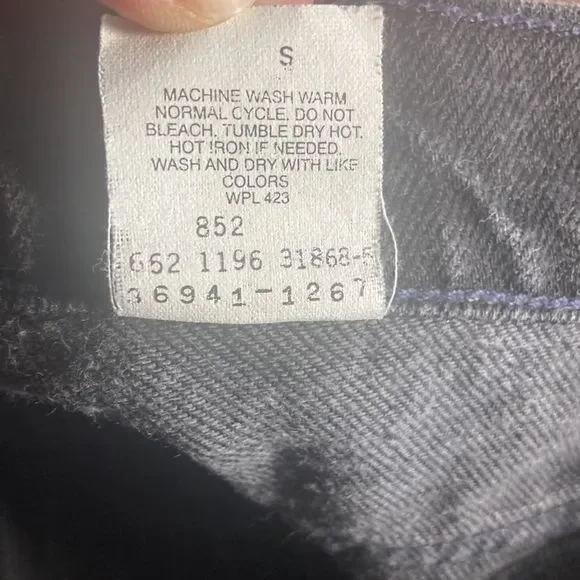 S
MACHINE WASH WARM
NORMAL CYCLE. DO NOT
BLEACH. TUMBLE DRY HOT.
HOT IRON IF NEEDED.
WASH AND DRY WITH LIKE
COLORS
WPL 423
852
652 1196 31868-5
36941-1267